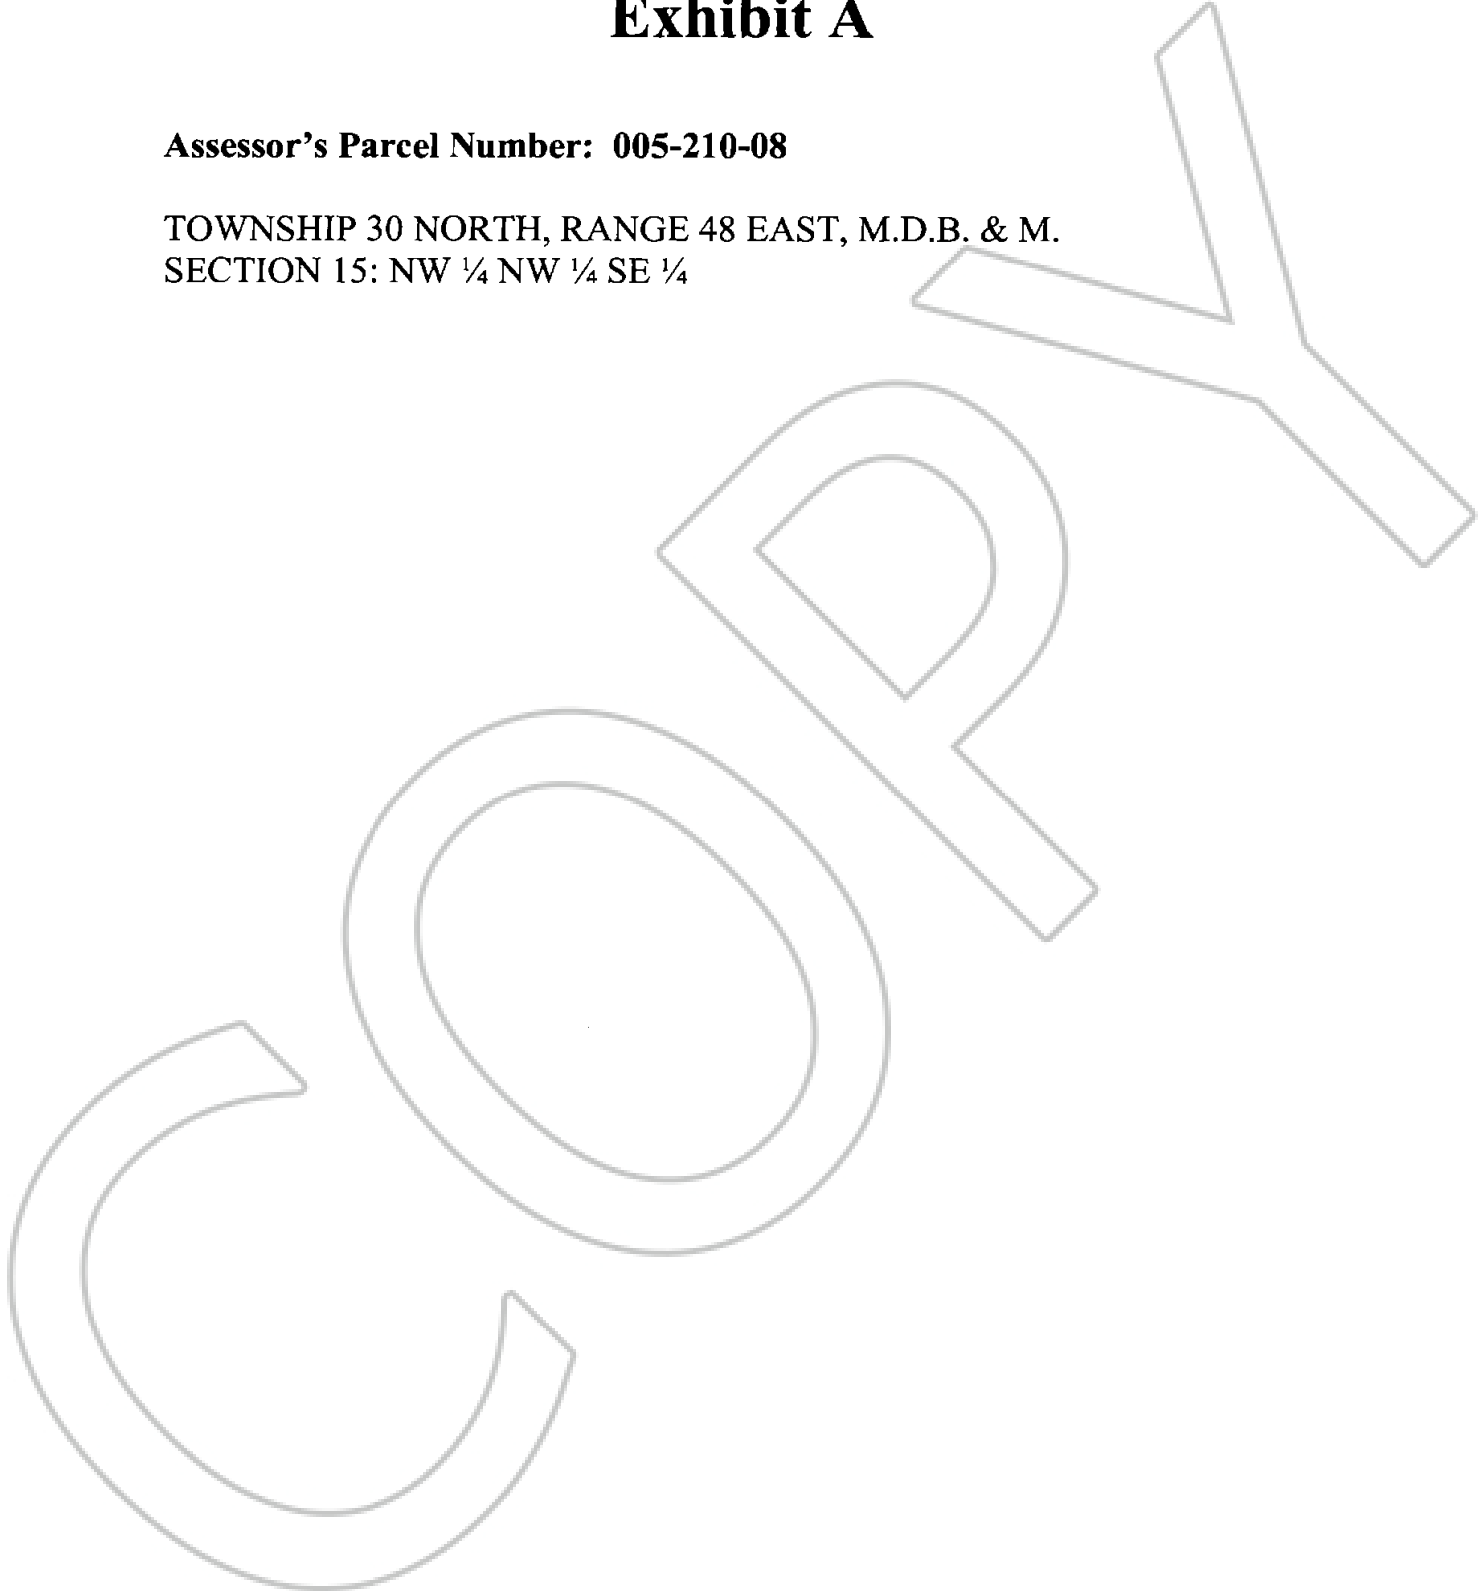 Exhibit A
Assessor's Parcel Number: 005-210-08
TOWNSHIP 30 NORTH, RANGE 48 EAST, M.D.B. & M.
SECTION 15: NW ¼ NW ¼ SE ¼
COPY